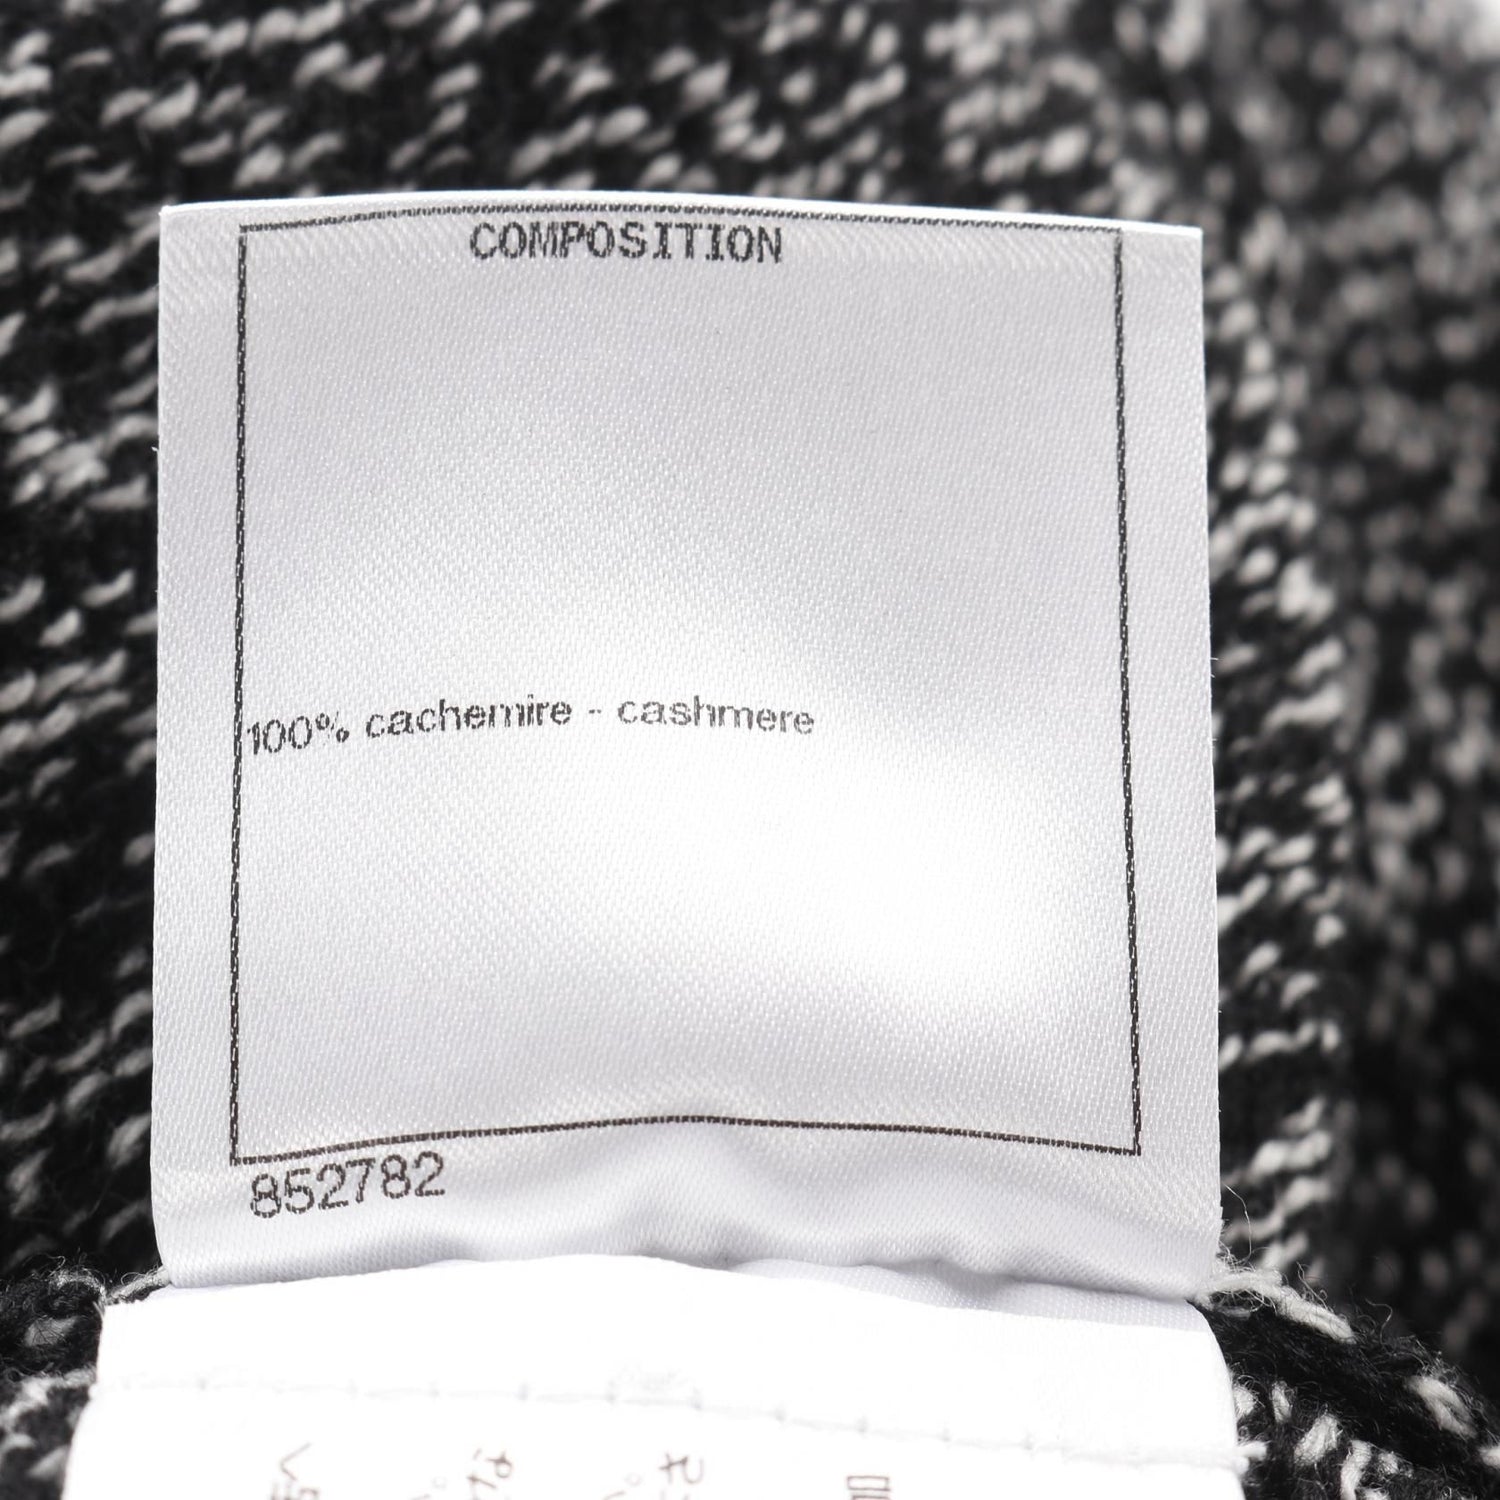 COMPOSITION
100% cachemire - cashmere
852782